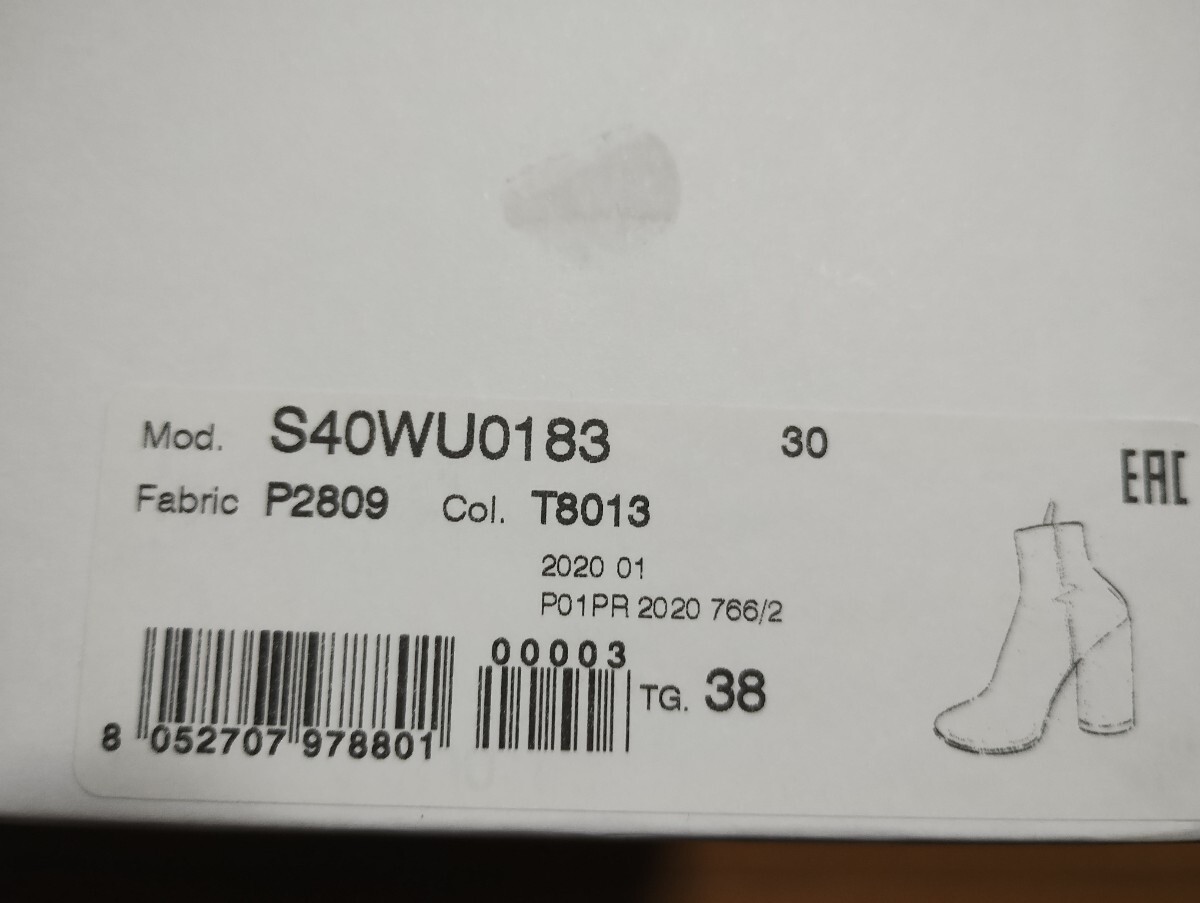 Mod. S40WU0183 30
EAC
Fabric P2809 Col. T8013
2020 01
P01PR 2020 766/2
00003
TG. 38
8 052707 978801